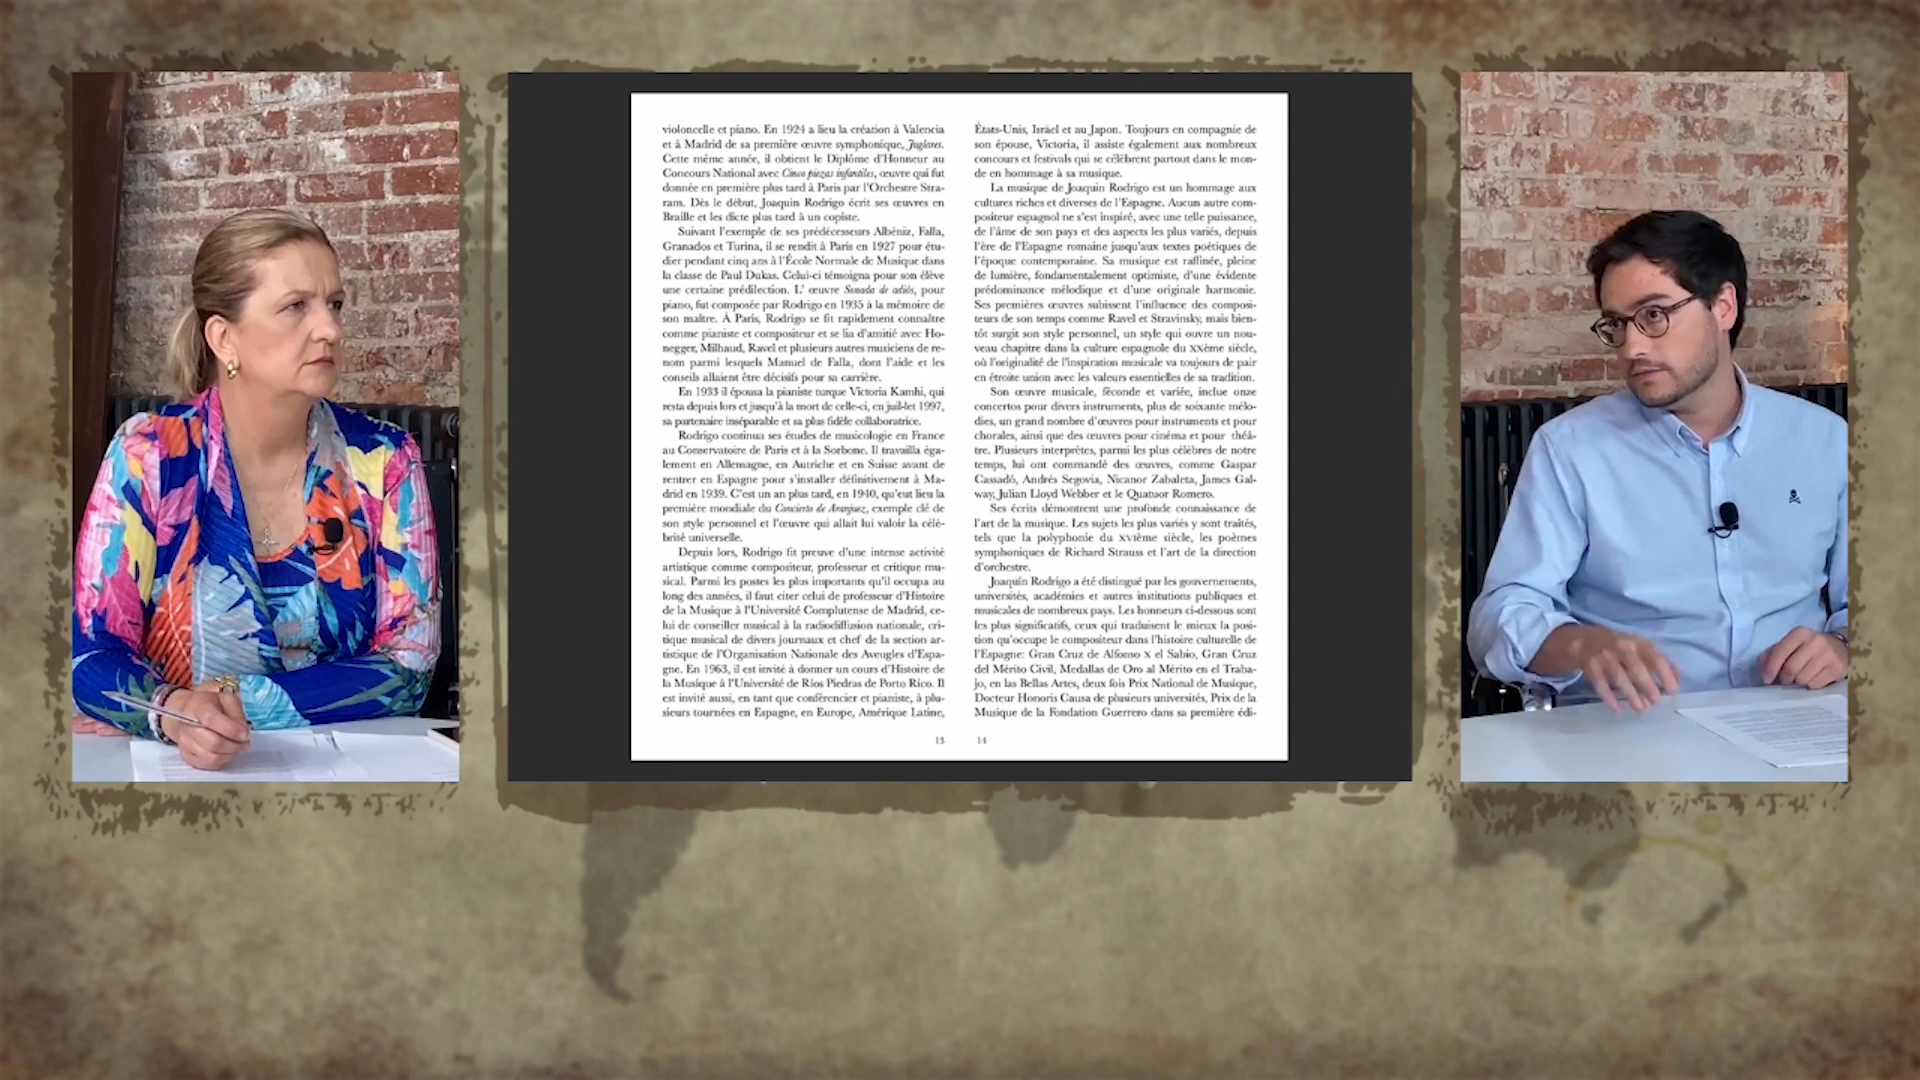 violoncelle et piano. En 1924 a lieu la création à Valencia
et à Madrid de sa première œuvre symphonique, Juglares.
Cette même année, il obtient le Diplôme d'Honneur au
Concours National avec Cinco piezas infantiles, œuvre qui fut
donnée en première plus tard à Paris par l'Orchestre Stra-
ram. Dès le début, Joaquin Rodrigo écrit ses œuvres en
Braille et les dicte plus tard à un copiste.
Suivant l'exemple de ses prédécesseurs Albéniz, Falla,
Granados et Turina, il se rendit à Paris en 1927 pour étu-
dier pendant cinq ans à l'École Normale de Musique dans
la classe de Paul Dukas. Celui-ci témoigna pour son élève
une certaine prédilection. L' œuvre Sonada de adiós, pour
piano, fut composée par Rodrigo en 1935 à la mémoire de
son maître. À Paris, Rodrigo se fit rapidement connaître
comme pianiste et compositeur et se lia d'amitié avec Ho-
negger, Milhaud, Ravel et plusieurs autres musiciens de re-
nom parmi lesquels Manuel de Falla, dont l'aide et les
conseils allaient être décisifs pour sa carrière.
En 1933 il épousa la pianiste turque Victoria Kamhi, qui
resta depuis lors et jusqu'à la mort de celle-ci, en juil-let 1997,
sa partenaire inséparable et sa plus fidèle collaboratrice.
Rodrigo continua ses études de musicologie en France
au Conservatoire de Paris et à la Sorbone. Il travailla éga-
lement en Allemagne, en Autriche et en Suisse avant de
rentrer en Espagne pour s'installer définitivement à Ma-
drid en 1939. C'est un an plus tard, en 1940, qu'eut lieu la
première mondiale du Concierto de Aranjuez, exemple clé de
son style personnel et l'œuvre qui allait lui valoir la célé-
brité universelle.
Depuis lors, Rodrigo fit preuve d'une intense activité
artistique comme compositeur, professeur et critique mu-
sical. Parmi les postes les plus importants qu'il occupa au
long des années, il faut citer celui de professeur d'Histoire
de la Musique à l'Université Complutense de Madrid, ce-
lui de conseiller musical à la radiodiffusion nationale, cri-
tique musical de divers journaux et chef de la section ar-
tistique de l'Organisation Nationale des Aveugles d'Espa-
gne. En 1963, il est invité à donner un cours d'Histoire de
la Musique à l'Université de Ríos Piedras de Porto Rico. Il
est invité aussi, en tant que conférencier et pianiste, à plu-
sieurs tournées en Espagne, en Europe, Amérique Latine,
13
États-Unis, Israël et au Japon. Toujours en compagnie de
son épouse, Victoria, il assiste également aux nombreux
concours et festivals qui se célèbrent partout dans le mon-
de en hommage à sa musique.
La musique de Joaquin Rodrigo est un hommage aux
cultures riches et diverses de l'Espagne. Aucun autre com-
positeur espagnol ne s'est inspiré, avec une telle puissance,
de l'âme de son pays et des aspects les plus variés, depuis
l'ère de l'Espagne romaine jusqu'aux textes poétiques de
l'époque contemporaine. Sa musique est raffinée, pleine
de lumière, fondamentalement optimiste, d'une évidente
prédominance mélodique et d'une originale harmonie.
Ses premières œuvres subissent l'influence des composi-
teurs de son temps comme Ravel et Stravinsky, mais bien-
tôt surgit son style personnel, un style qui ouvre un nou-
veau chapitre dans la culture espagnole du XXème siècle,
où l'originalité de l'inspiration musicale va toujours de pair
en étroite union avec les valeurs essentielles de sa tradition.
Son œuvre musicale, féconde et variée, inclue onze
concertos pour divers instruments, plus de soixante mélo-
dies, un grand nombre d'œuvres pour instruments et pour
chorales, ainsi que des œuvres pour cinéma et pour théâ-
tre. Plusieurs interprètes, parmi les plus célèbres de notre
temps, lui ont commandé des œuvres, comme Gaspar
Cassadó, Andrés Segovia, Nicanor Zabaleta, James Gal-
way, Julian Lloyd Webber et le Quatuor Romero.
Ses écrits démontrent une profonde connaissance de
l'art de la musique. Les sujets les plus variés y sont traités,
tels que la polyphonie du XVIème siècle, les poèmes
symphoniques de Richard Strauss et l'art de la direction
d'orchestre.
Joaquín Rodrigo a été distingué par les gouvernements,
universités, académies et autres institutions publiques et
musicales de nombreux pays. Les honneurs ci-dessous sont
les plus significatifs, ceux qui traduisent le mieux la posi-
tion qu'occupe le compositeur dans l'histoire culturelle de
l'Espagne: Gran Cruz de Alfonso X el Sabio, Gran Cruz
del Mérito Civil, Medallas de Oro al Mérito en el Traba-
jo, en las Bellas Artes, deux fois Prix National de Musique,
Docteur Honoris Causa de plusieurs universités, Prix de la
Musique de la Fondation Guerrero dans sa première édi-
14